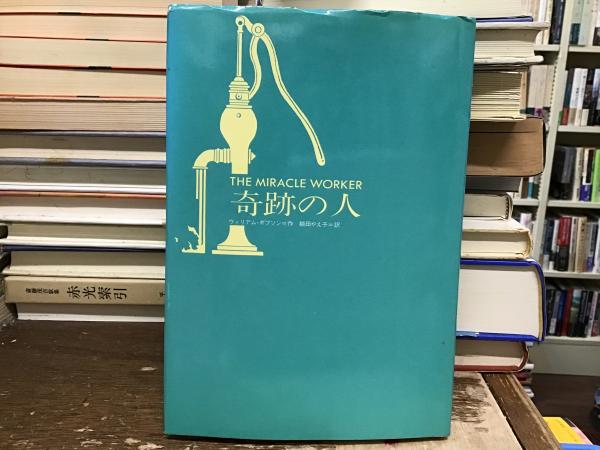 THE MIRACLE WORKER
奇跡の人
ウィリアム・ギブソン=作 額田やえ子=訳
赤光索引